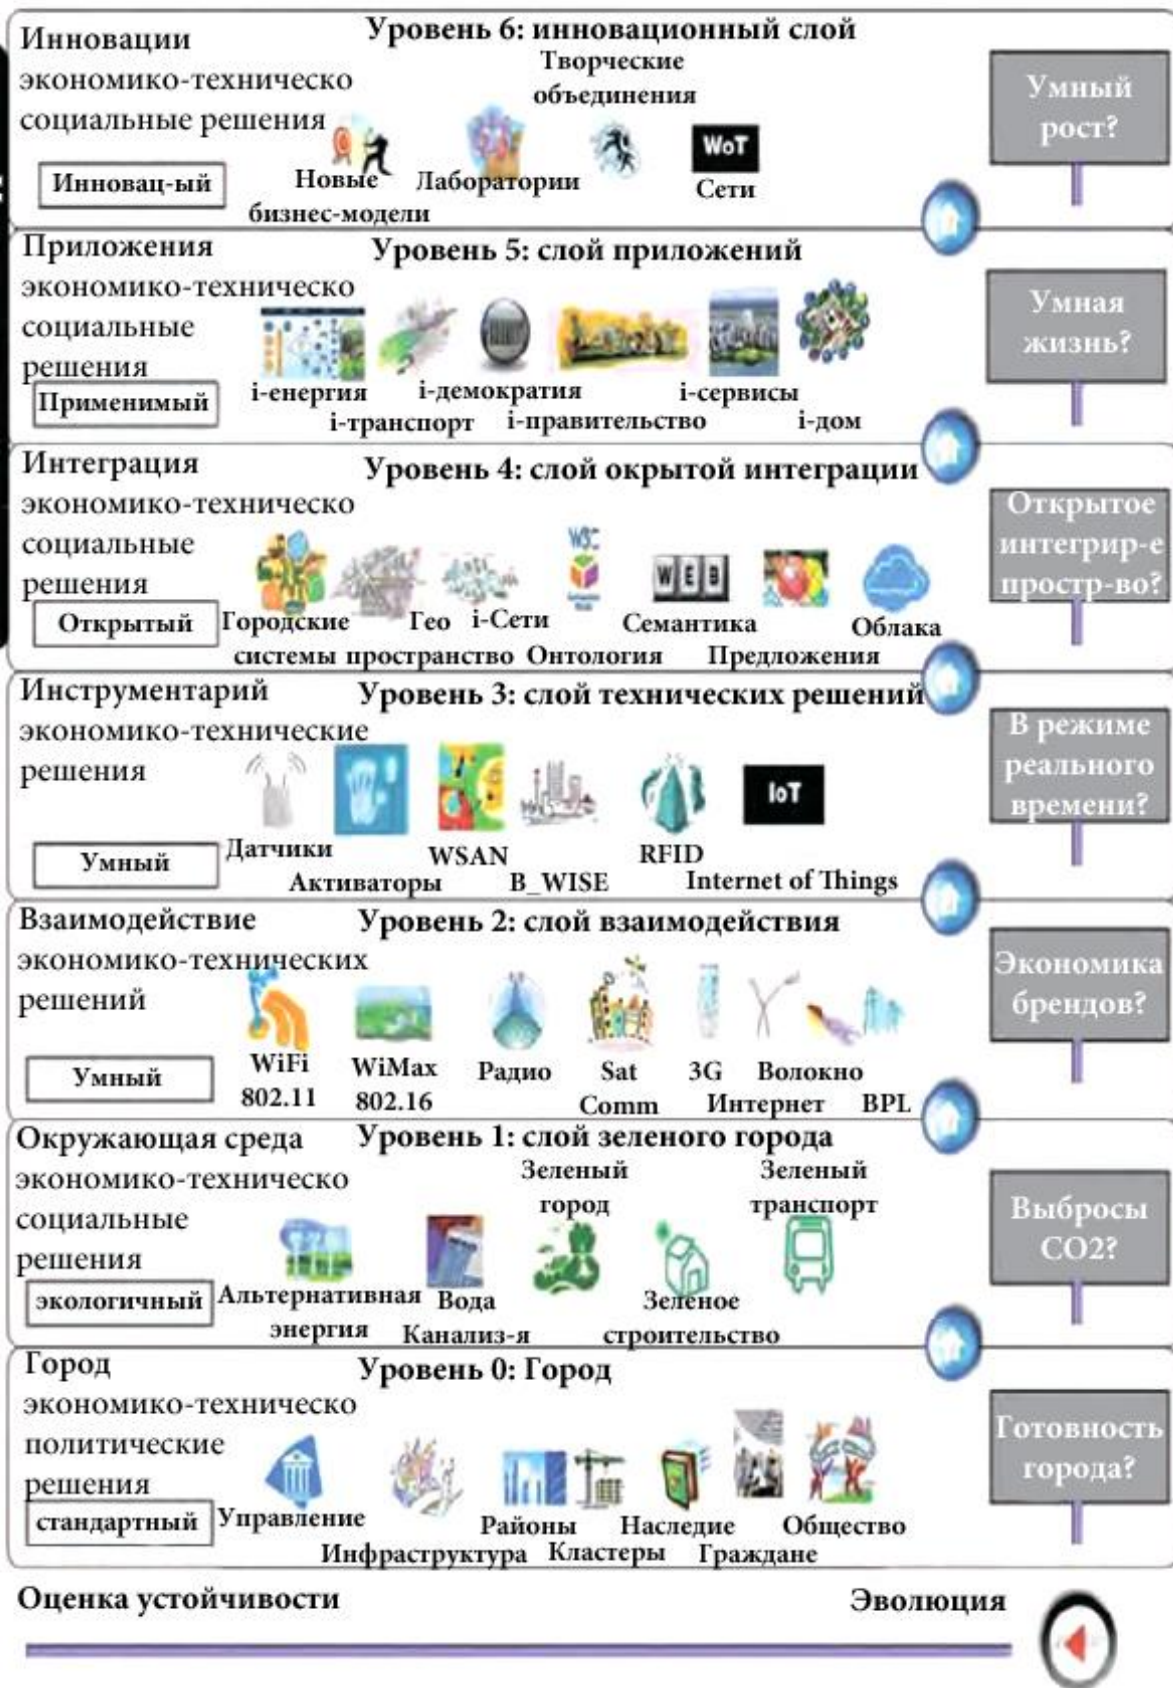 Инновации
экономико-техническо
социальные решения
Инновац-ый
Уровень 6: инновационный слой
Творческие
объединения
WoT
Новые
бизнес-модели
Лаборатории
Сети
Умный
рост?
Приложения
экономико-техническо
социальные
решения
Применимый
Уровень 5: слой приложений
i-енергия
i-демократия
i-сервисы
i-транспорт
i-правительство
i-дом
Умная
жизнь?
Интеграция
экономико-техническо
социальные
решения
Открытый
Уровень 4: слой окрытой интеграции
WSC
WEB
Городские
системы
Гео
пространство
i-Сети
Онтология
Семантика
Предложения
Облака
Открытое
интегрир-е
простр-во?
Инструментарий
экономико-технические
решения
Умный
Уровень 3: слой технических решений
IoT
Датчики
Активаторы
WSAN
B_WISE
RFID
Internet of Things
В режиме
реального
времени?
Взаимодействие
экономико-технических
решений
Умный
Уровень 2: слой взаимодействия
WiFi
802.11
WiMax
802.16
Радио
Sat
Comm
3G
Интернет
Волокно
BPL
Экономика
брендов?
Окружающая среда
экономико-техническо
социальные
решения
экологичный
Уровень 1: слой зеленого города
Зеленый
город
Зеленый
транспорт
Альтернативная
энергия
Вода
Канализ-я
Зеленое
строительство
Выбросы
СО2?
Город
экономико-техническо
политические
решения
стандартный
Уровень 0: Город
Управление
Инфраструктура
Районы
Кластеры
Наследие
Граждане
Общество
Готовность
города?
Оценка устойчивости
Эволюция